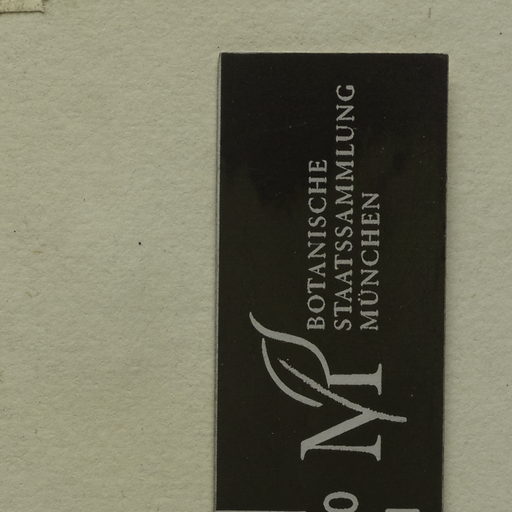 BOTANISCHE
STAATSSAMMLUNG
MÜNCHEN
M